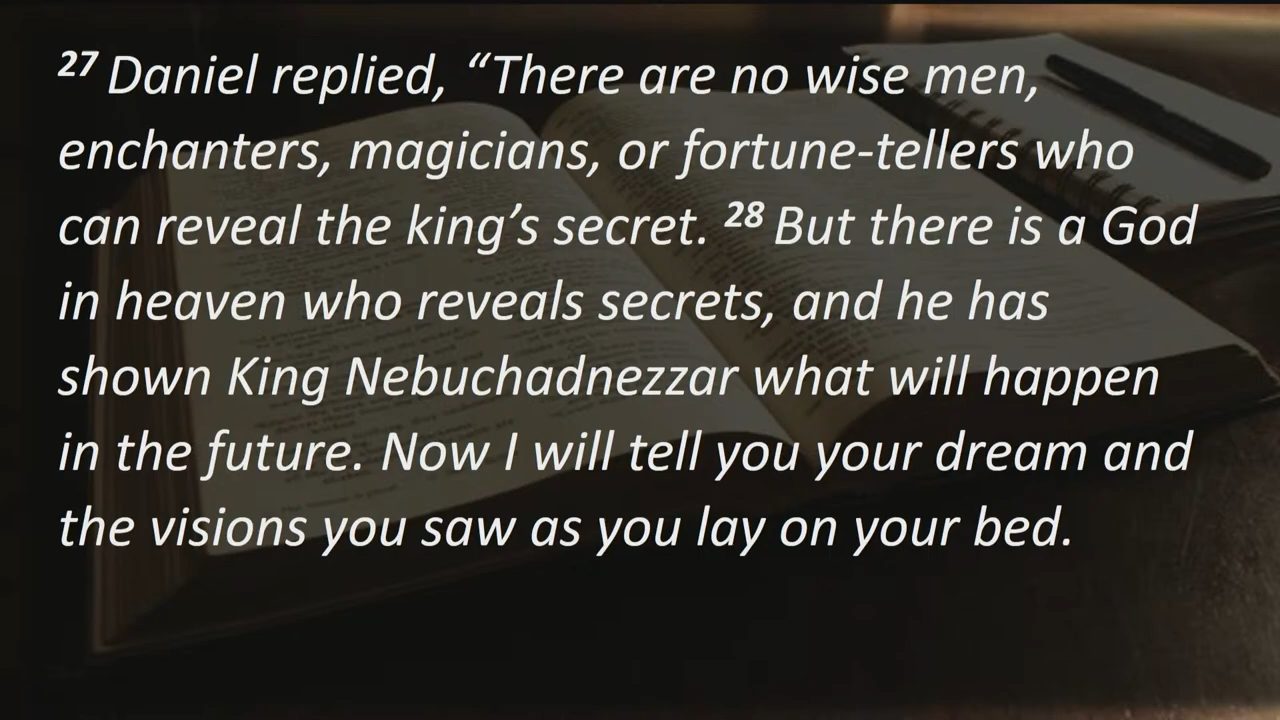 27 Daniel replied, “There are no wise men,
enchanters, magicians, or fortune-tellers who
can reveal the king’s secret. 28 But there is a God
in heaven who reveals secrets, and he has
shown King Nebuchadnezzar what will happen
in the future. Now I will tell you your dream and
the visions you saw as you lay on your bed.